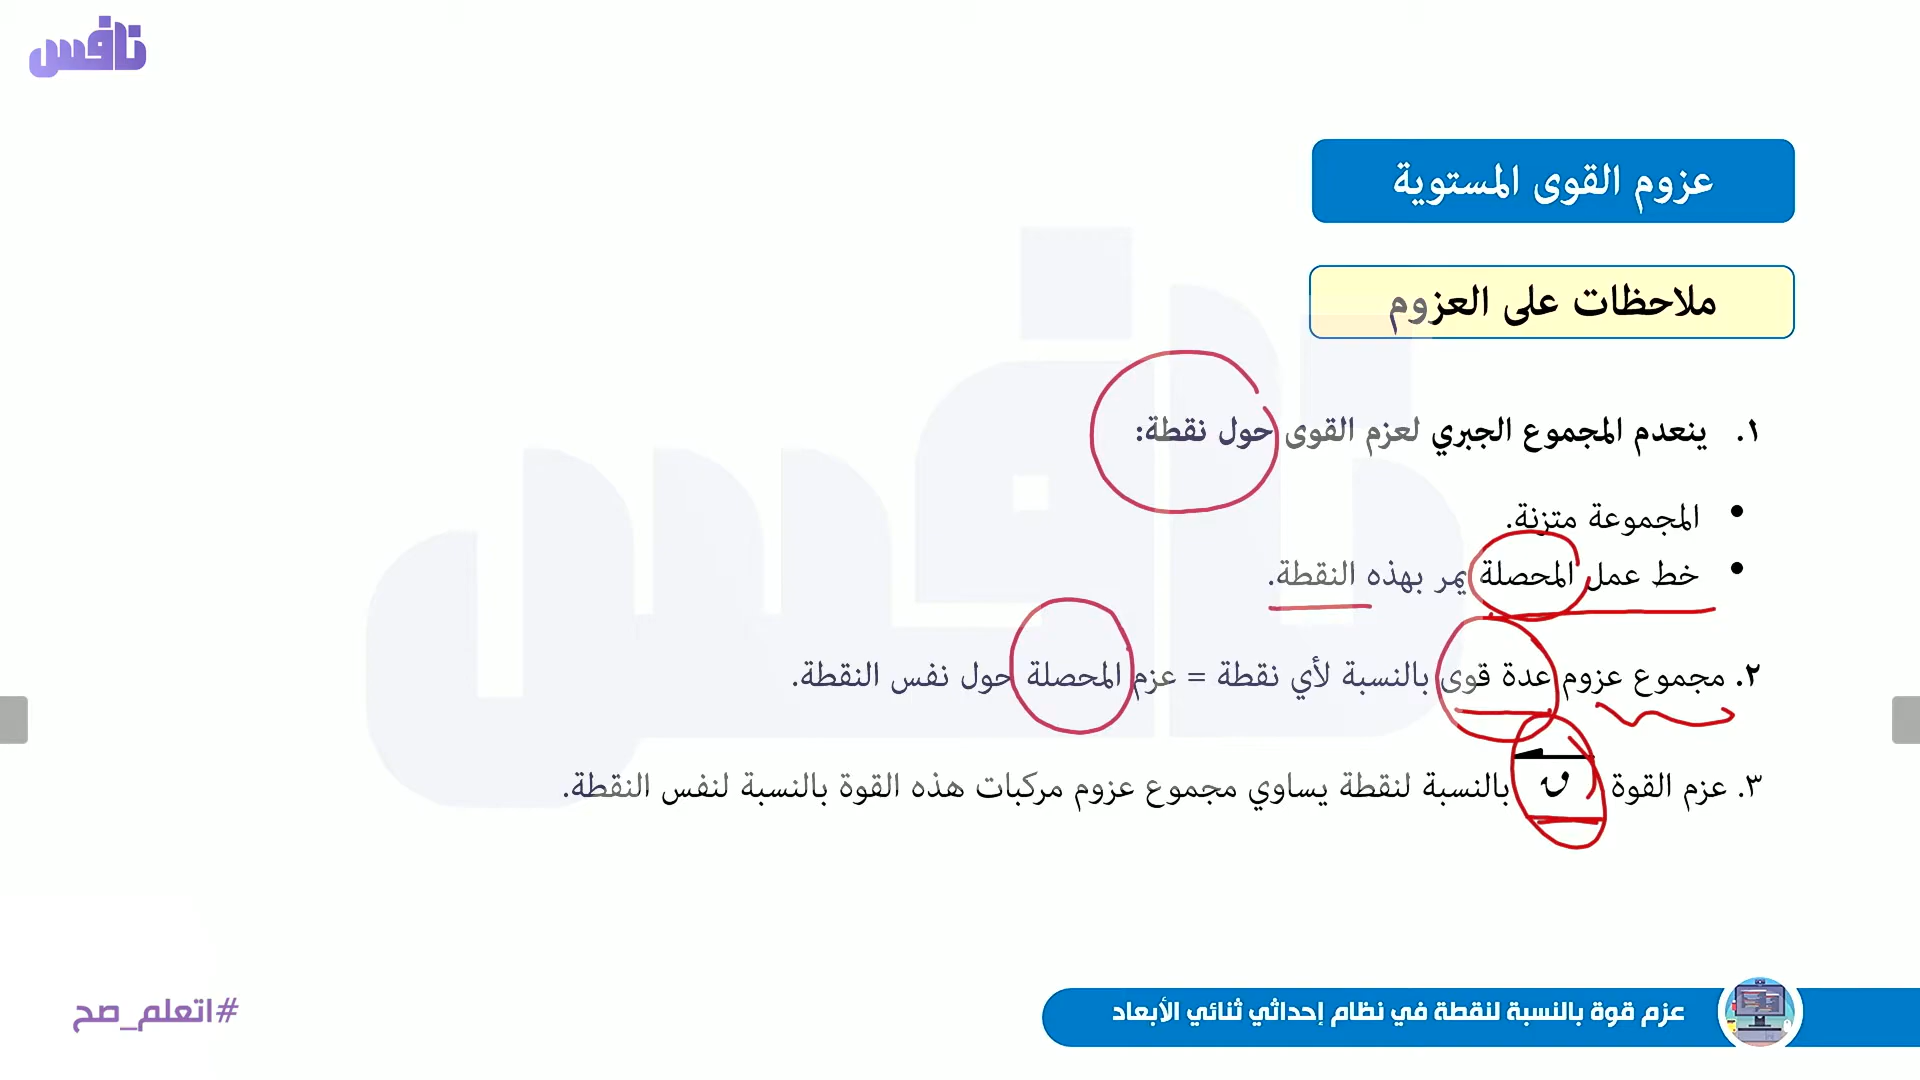 نافس
عزوم القوى المستوية
ملاحظات على العزوم
١. ينعدم المجموع الجبري لعزم القوى حول نقطة:
• المجموعة متزنة.
• خط عمل المحصلة يمر بهذه النقطة.
٢. مجموع عزوم عدة قوى بالنسبة لأي نقطة = عزم المحصلة حول نفس النقطة.
٣. عزم القوة ق بالنسبة لنقطة يساوي مجموع عزوم مركبات هذه القوة بالنسبة لنفس النقطة.
عزم قوة بالنسبة لنقطة في نظام إحداثي ثنائي الأبعاد
#اتعلم_صح